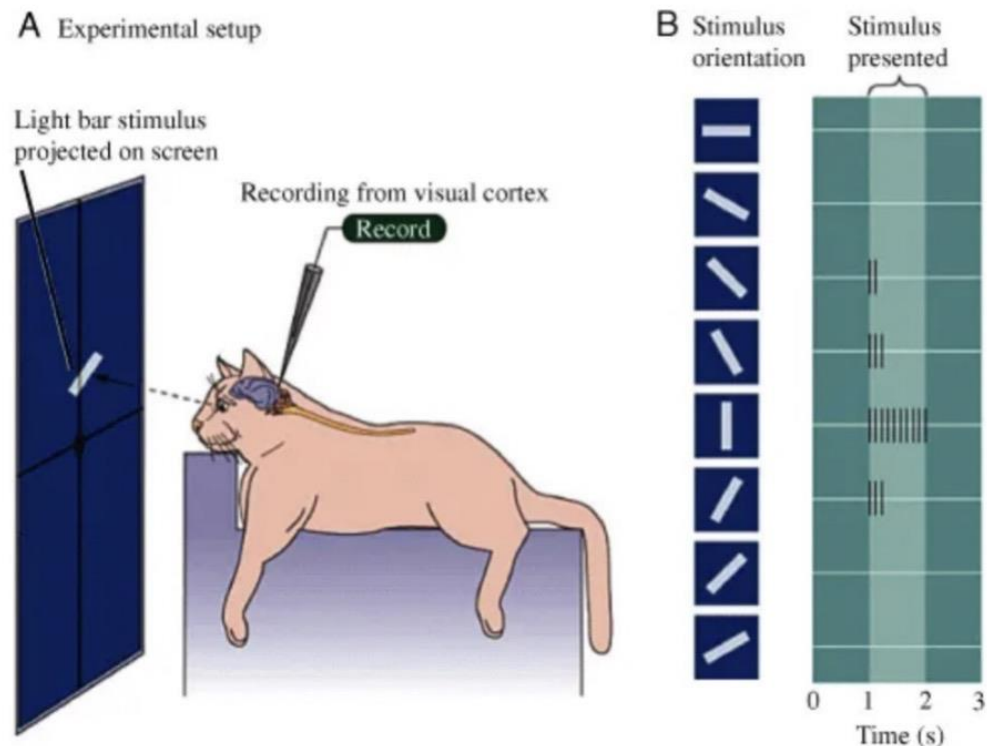 A Experimental setup
Light bar stimulus
projected on screen
Recording from visual cortex
Record
B Stimulus
orientation
Stimulus
presented
0 1 2 3
Time (s)